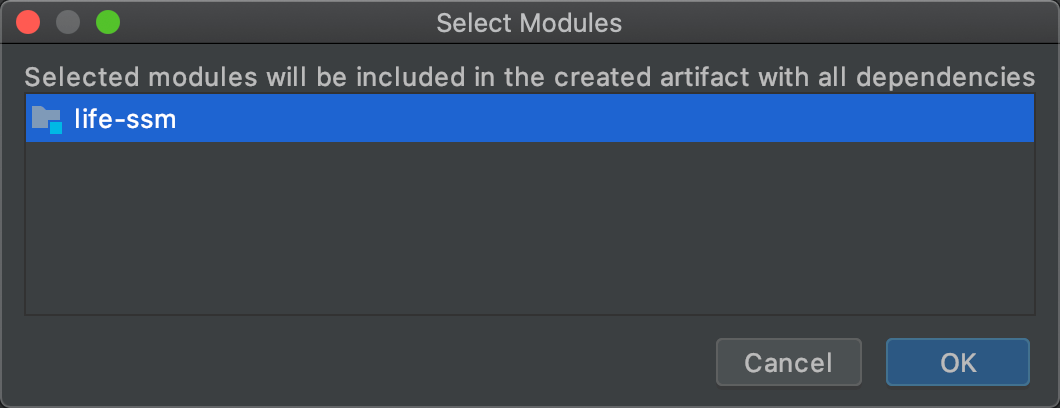 Select Modules
Selected modules will be included in the created artifact with all dependencies
life-ssm
Cancel
OK